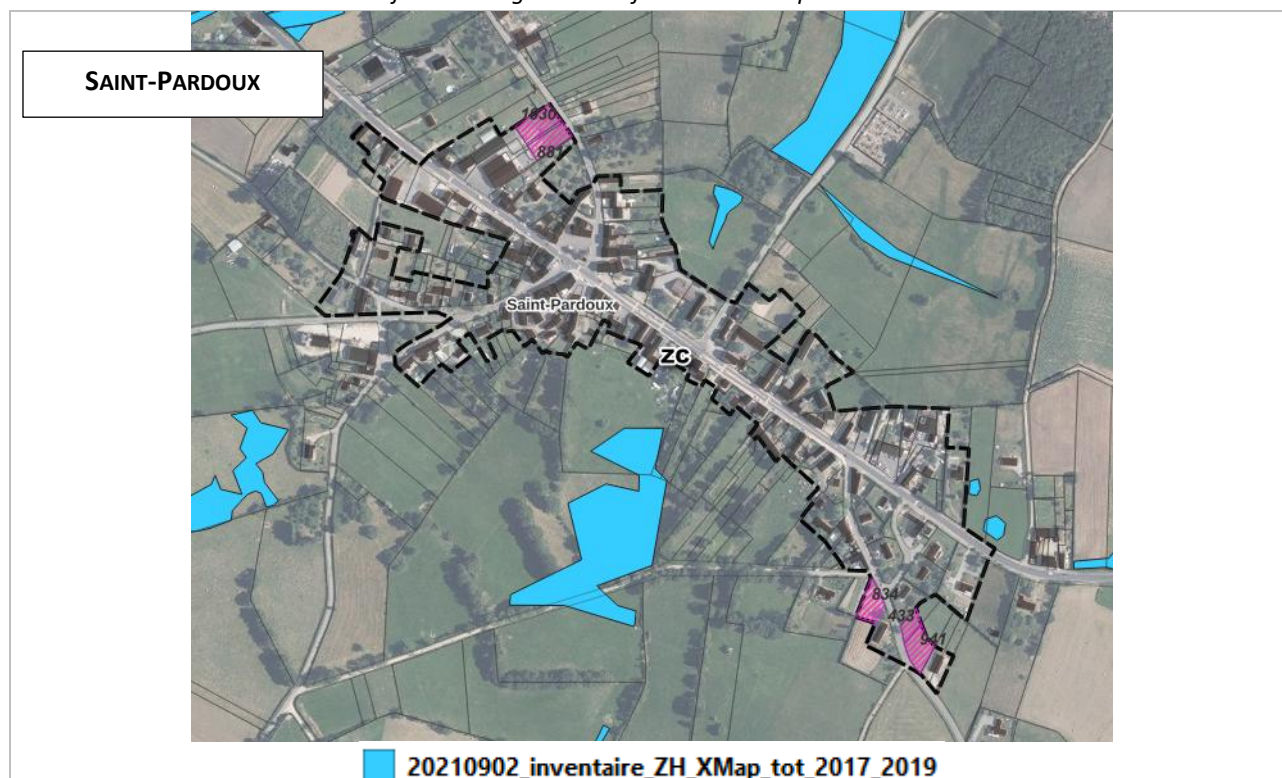 SAINT-PARDOUX
1030
881
Saint-Pardoux
ZC
834
433
941
20210902_inventaire_ZH_XMap_tot_2017_2019